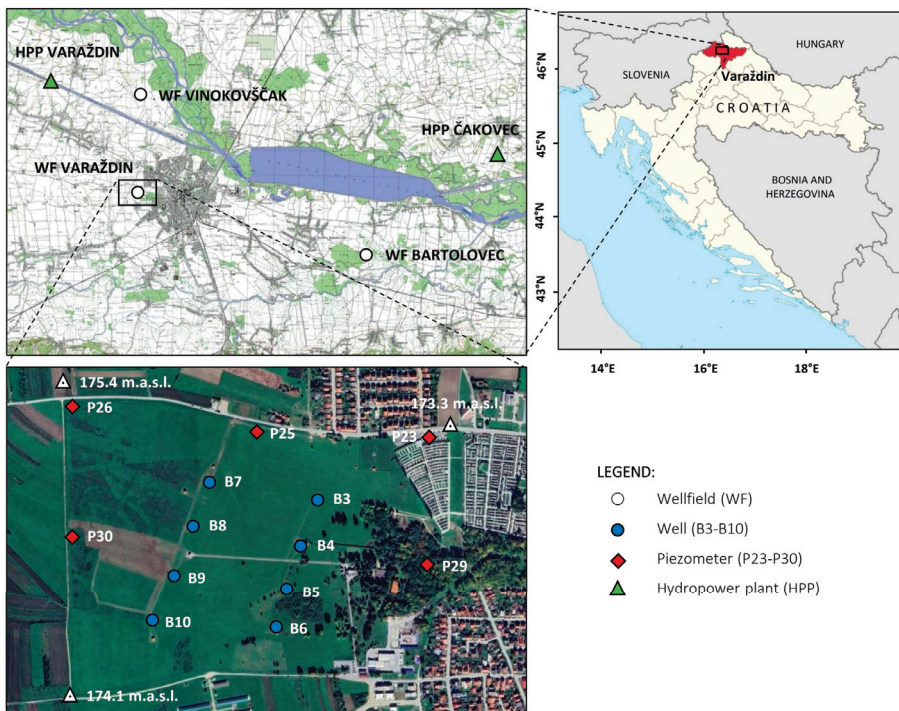 HPP VARAŽDIN
WF VINOKOVŠČAK
HPP ČAKOVEC
WF VARAŽDIN
WF BARTOLOVEC
HUNGARY
SLOVENIA
Varaždin
CROATIA
BOSNIA AND
HERZEGOVINA
46°N
45°N
44°N
43°N
14°E
16°E
18°E
175.4 m.a.s.l.
P26
173.3 m.a.s.l.
P25
P23
B7
B3
B8
P30
B4
P29
B9
B5
B10
B6
174.1 m.a.s.l.
LEGEND:
Wellfield (WF)
Well (B3-B10)
Piezometer (P23-P30)
Hydropower plant (HPP)